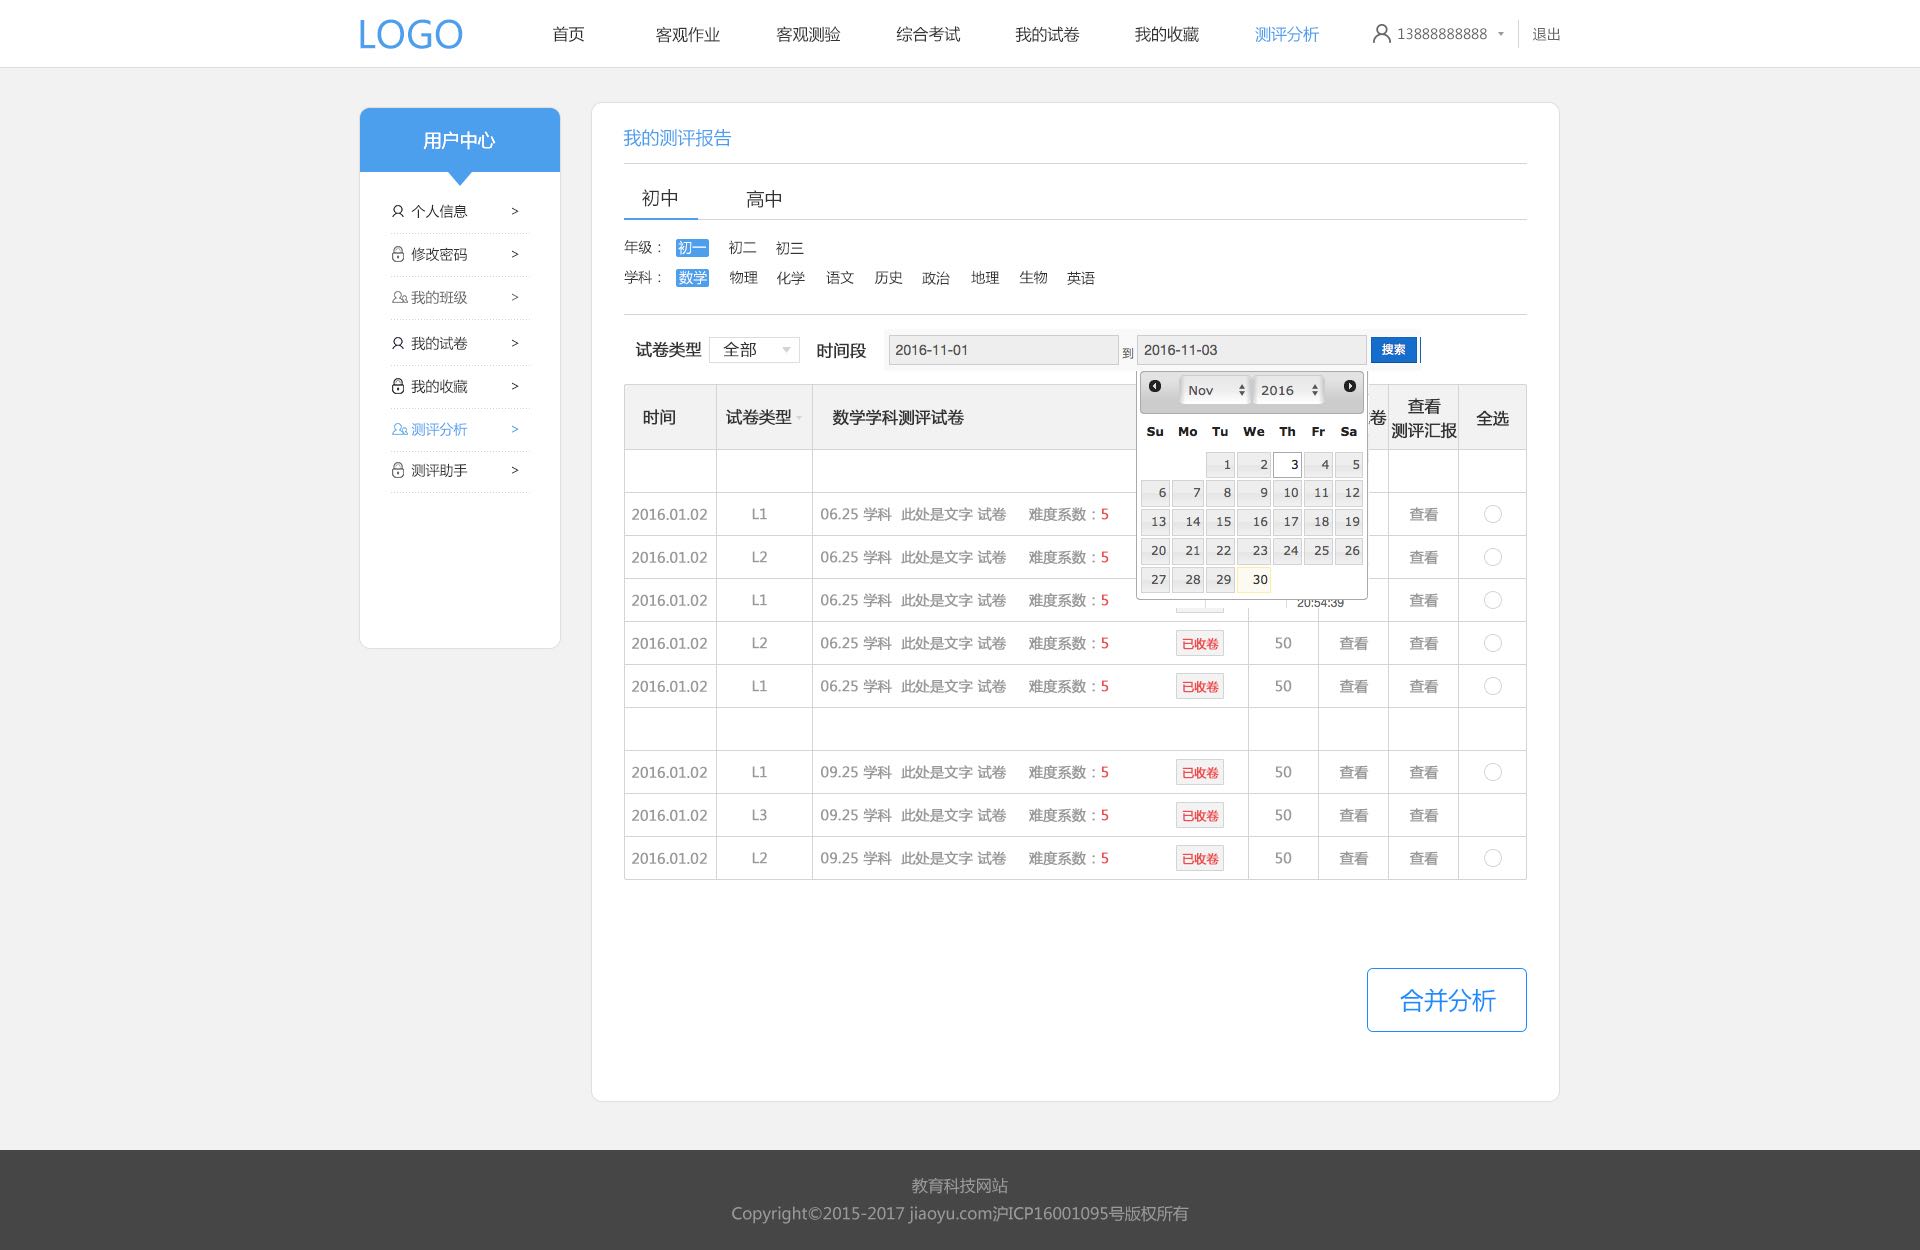 LOGO 首页 客观作业 客观测验 综合考试 我的试卷 我的收藏 测评分析 13888888888 退出
用户中心
个人信息 >
修改密码 >
我的班级 >
我的试卷 >
我的收藏 >
测评分析 >
测评助手 >
我的测评报告
初中 高中
年级： 初一 初二 初三
学科： 数学 物理 化学 语文 历史 政治 地理 生物 英语
试卷类型 全部 时间段 2016-11-01 到 2016-11-03 搜索
Nov 2016
Su Mo Tu We Th Fr Sa
1 2 3 4 5
6 7 8 9 10 11 12
13 14 15 16 17 18 19
20 21 22 23 24 25 26
27 28 29 30
时间 试卷类型 数学学科测评试卷 卷 查看 全选
测评汇报
2016.01.02 L1 06.25 学科 此处是文字 试卷 难度系数：5 查看
2016.01.02 L2 06.25 学科 此处是文字 试卷 难度系数：5 查看
2016.01.02 L1 06.25 学科 此处是文字 试卷 难度系数：5 20:54:39 查看
2016.01.02 L2 06.25 学科 此处是文字 试卷 难度系数：5 已收卷 50 查看 查看
2016.01.02 L1 06.25 学科 此处是文字 试卷 难度系数：5 已收卷 50 查看 查看
2016.01.02 L1 09.25 学科 此处是文字 试卷 难度系数：5 已收卷 50 查看 查看
2016.01.02 L3 09.25 学科 此处是文字 试卷 难度系数：5 已收卷 50 查看 查看
2016.01.02 L2 09.25 学科 此处是文字 试卷 难度系数：5 已收卷 50 查看 查看
合并分析
教育科技网站
Copyright©2015-2017 jiaoyu.com沪ICP16001095号版权所有